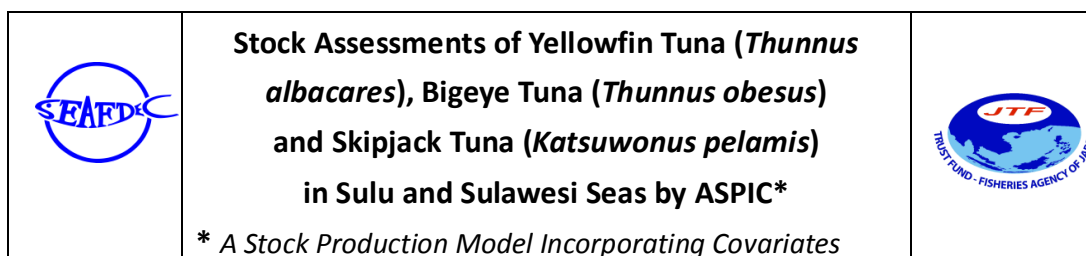 SEAFDEC
Stock Assessments of Yellowfin Tuna (Thunnus
albacares), Bigeye Tuna (Thunnus obesus)
and Skipjack Tuna (Katsuwonus pelamis)
in Sulu and Sulawesi Seas by ASPIC*
* A Stock Production Model Incorporating Covariates
JTF
TRUST FUND - FISHERIES AGENCY OF JAP